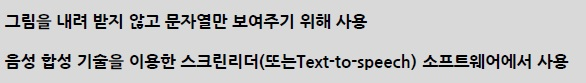 그림을 내려 받지 않고 문자열만 보여주기 위해 사용
음성 합성 기술을 이용한 스크린리더(또는Text-to-speech) 소프트웨어에서 사용